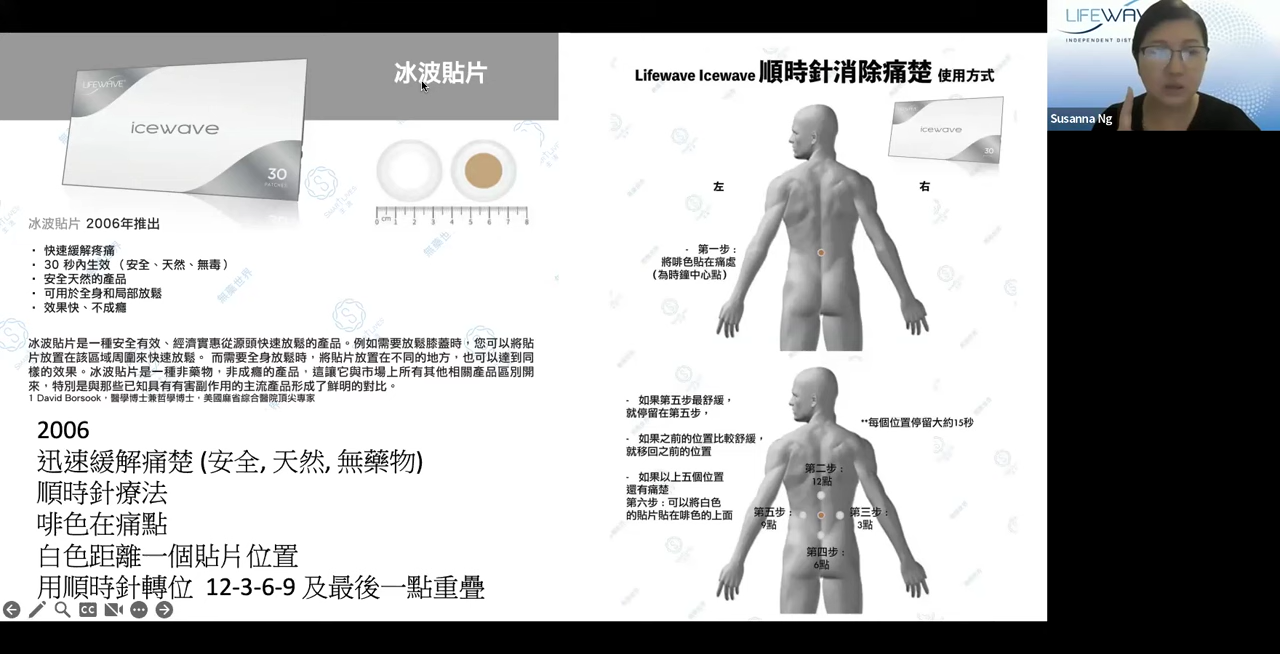 冰波貼片
LIFEWAVE
icewave
30
PATCHES
0 cm 1 2 3 4 5 6 7 8
冰波貼片 2006年推出
· 快速緩解疼痛
· 30 秒內生效（安全、天然、無毒）
· 安全天然的產品
· 可用於全身和局部放鬆
· 效果快、不成癮
冰波貼片是一種安全有效、經濟實惠從源頭快速放鬆的產品。例如需要放鬆膝蓋時，您可以將貼
片放置在該區域周圍來快速放鬆。 而需要全身放鬆時，將貼片放置在不同的地方，也可以達到同
樣的效果。冰波貼片是一種非藥物，非成癮的產品，這讓它與市場上所有其他相關產品區別開
來，特別是與那些已知具有有害副作用的主流產品形成了鮮明的對比。
1 David Borsook，醫學博士兼哲學博士，美國麻省綜合醫院頂尖專家
2006
迅速緩解痛楚 (安全, 天然, 無藥物)
順時針療法
啡色在痛點
白色距離一個貼片位置
用順時針轉位 12-3-6-9 及最後一點重疊
Lifewave Icewave 順時針消除痛楚 使用方式
icewave
30
左
右
- 第一步：
將啡色貼在痛處
（為時鐘中心點）
- 如果第五步最舒緩，
就停留在第五步，
- 如果之前的位置比較舒緩，
就移回之前的位置
- 如果以上五個位置
還有痛楚
第六步：可以將白色
的貼片貼在啡色的上面
**每個位置停留大約15秒
第二步：
12點
第五步：
9點
第三步：
3點
第四步：
6點
LIFEWAV
INDEPENDENT DIST
Susanna Ng
CC